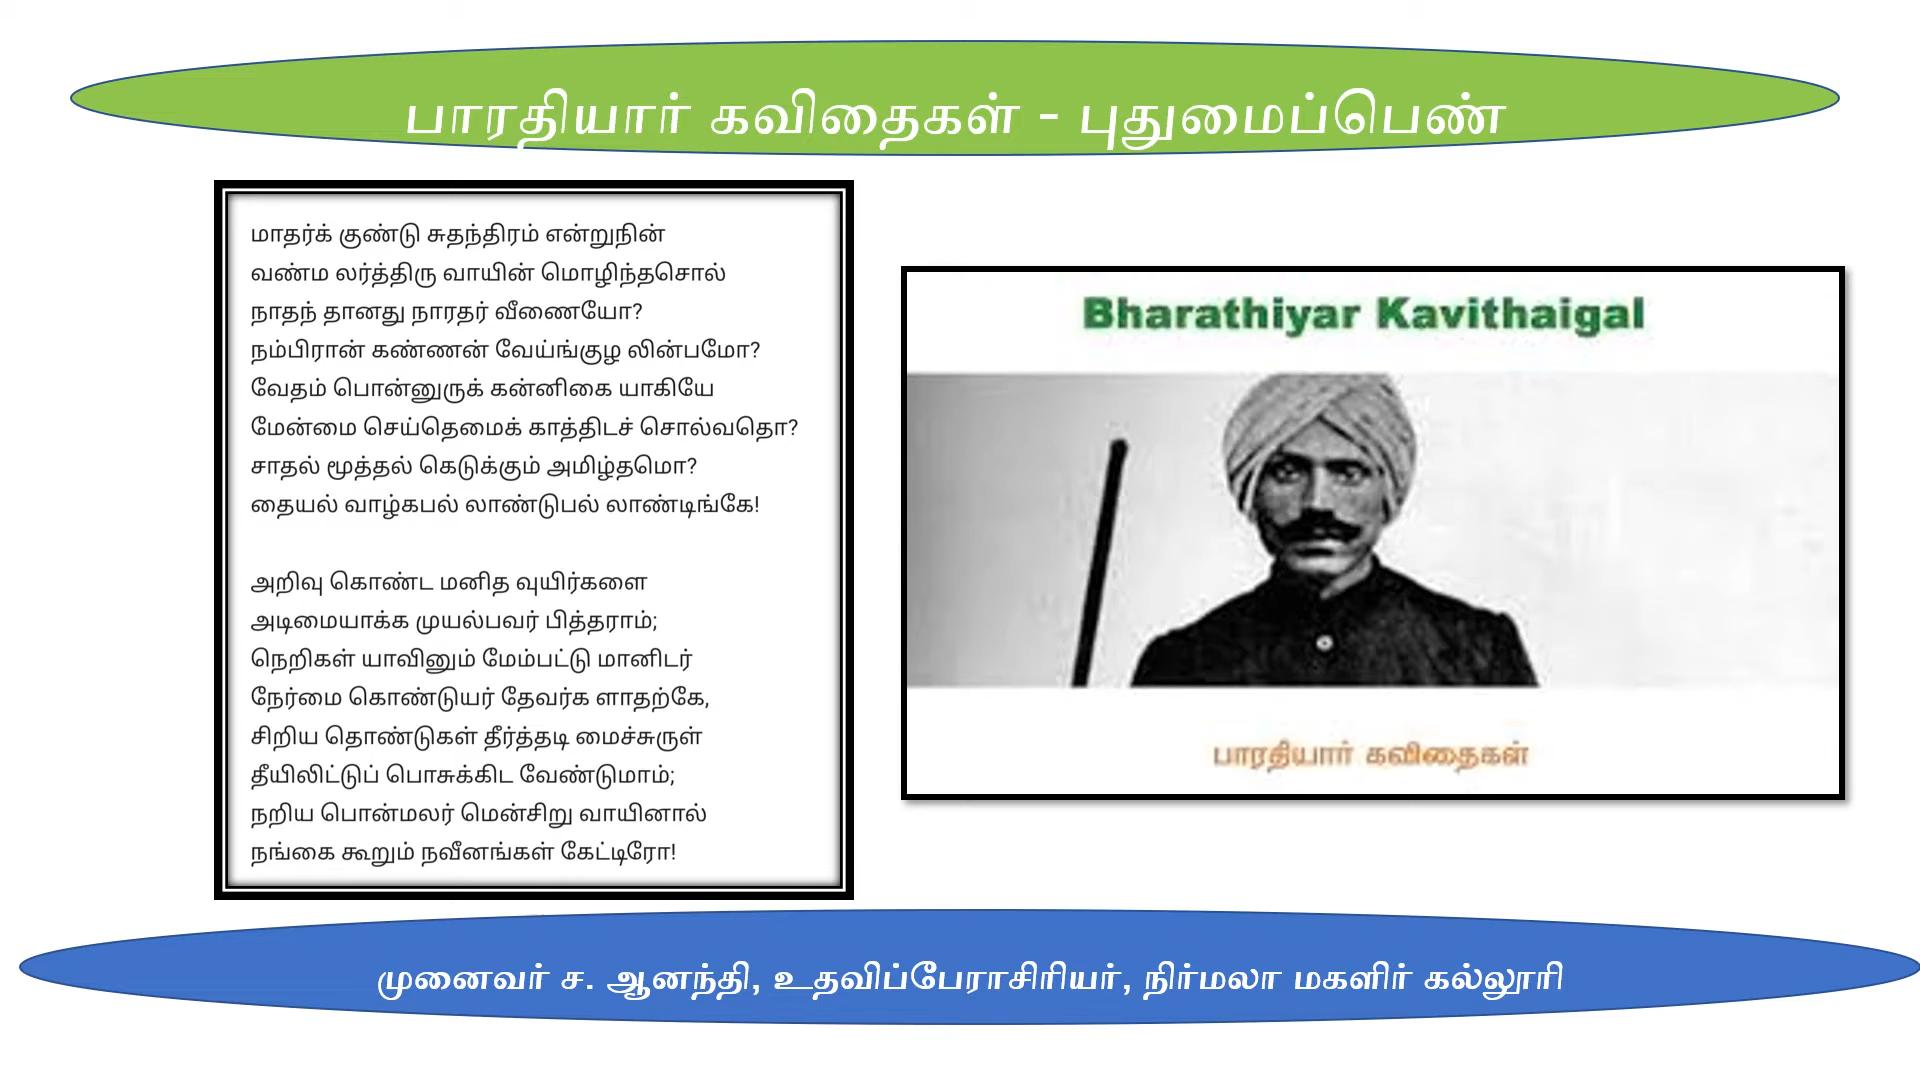 பாரதியார் கவிதைகள் - புதுமைப்பெண்
மாதர்க் குண்டு சுதந்திரம் என்றுநின்
வண்ம லர்த்திரு வாயின் மொழிந்தசொல்
நாதந் தானது நாரதர் வீணையோ?
நம்பிரான் கண்ணன் வேய்ங்குழ லின்பமோ?
வேதம் பொன்னுருக் கன்னிகை யாகியே
மேன்மை செய்தெமைக் காத்திடச் சொல்வதொ?
சாதல் மூத்தல் கெடுக்கும் அமிழ்தமொ?
தையல் வாழ்கபல் லாண்டுபல் லாண்டிங்கே!
அறிவு கொண்ட மனித வுயிர்களை
அடிமையாக்க முயல்பவர் பித்தராம்;
நெறிகள் யாவினும் மேம்பட்டு மானிடர்
நேர்மை கொண்டுயர் தேவர்க ளாதற்கே,
சிறிய தொண்டுகள் தீர்த்தடி மைச்சுருள்
தீயிலிட்டுப் பொசுக்கிட வேண்டுமாம்;
நறிய பொன்மலர் மென்சிறு வாயினால்
நங்கை கூறும் நவீனங்கள் கேட்டிரோ!
Bharathiyar Kavithaigal
பாரதியார் கவிதைகள்
முனைவர் ச. ஆனந்தி, உதவிப்பேராசிரியர், நிர்மலா மகளிர் கல்லூரி